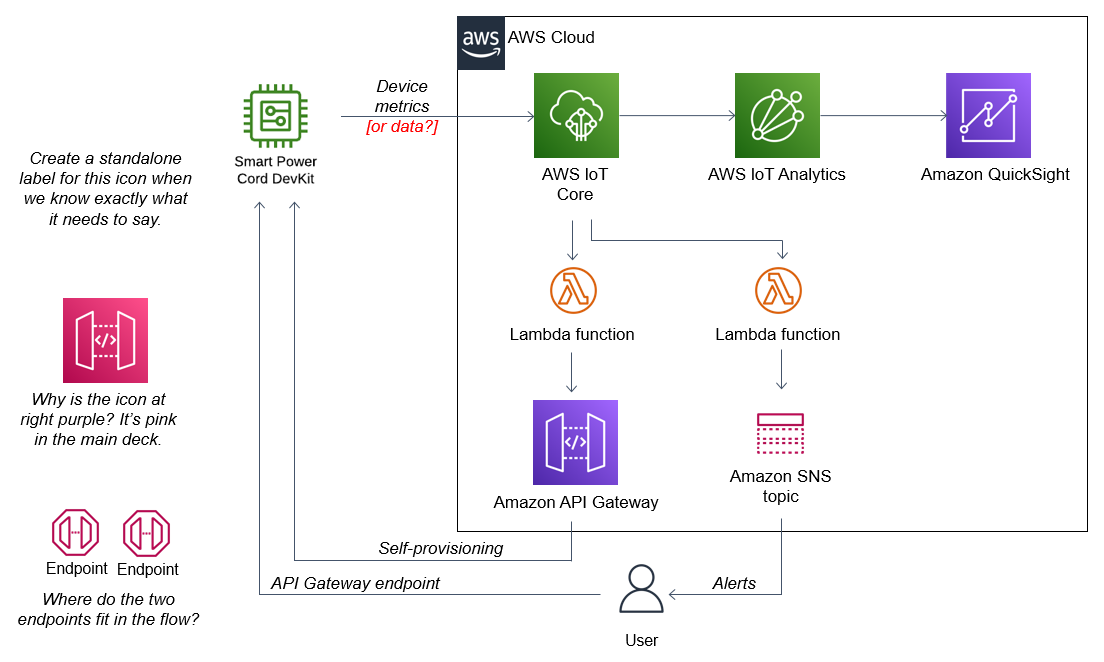 aws
AWS Cloud
Device
metrics
[or data?]
Smart Power
Cord DevKit
AWS IoT
Core
AWS IoT Analytics
Amazon QuickSight
Create a standalone
label for this icon when
we know exactly what
it needs to say.
Lambda function
Lambda function
</>
Why is the icon at
right purple? It's pink
in the main deck.
</>
Amazon API Gateway
Amazon SNS
topic
Endpoint
Endpoint
Where do the two
endpoints fit in the flow?
Self-provisioning
API Gateway endpoint
Alerts
User